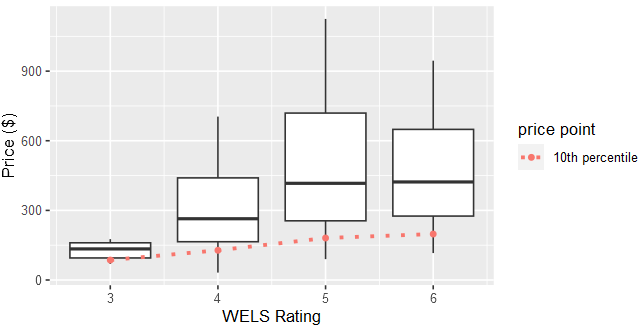 Price ($)
900
600
300
0
3 4 5 6
WELS Rating
price point
10th percentile